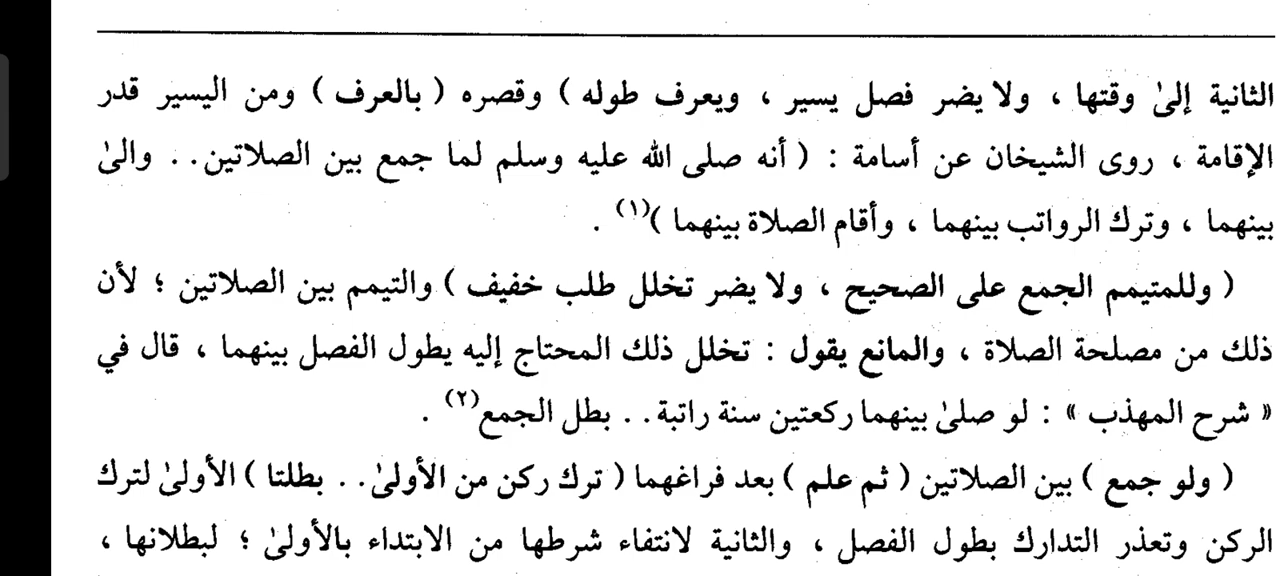 الثانية إلىٰ وقتها ، ولا يضر فصل يسير ، ويعرف طوله ) وقصره ( بالعرف ) ومن اليسير قدر
الإقامة ، روى الشيخان عن أسامة : ( أنه صلى الله عليه وسلم لما جمع بين الصلاتين . . والىٰ
بينهما ، وترك الرواتب بينهما ، وأقام الصلاة بينهما )(١) .
( وللمتيمم الجمع على الصحيح ، ولا يضر تخلل طلب خفيف ) والتيمم بين الصلاتين ؛ لأن
ذلك من مصلحة الصلاة ، والمانع يقول : تخلل ذلك المحتاج إليه يطول الفصل بينهما ، قال في
« شرح المهذب » : لو صلىٰ بينهما ركعتين سنة راتبة . . بطل الجمع(٢) .
( ولو جمع ) بين الصلاتين ( ثم علم ) بعد فراغهما ( ترك ركن من الأولىٰ . . بطلتا ) الأولىٰ لترك
الركن وتعذر التدارك بطول الفصل ، والثانية لانتفاء شرطها من الابتداء بالأولىٰ ؛ لبطلانها ،